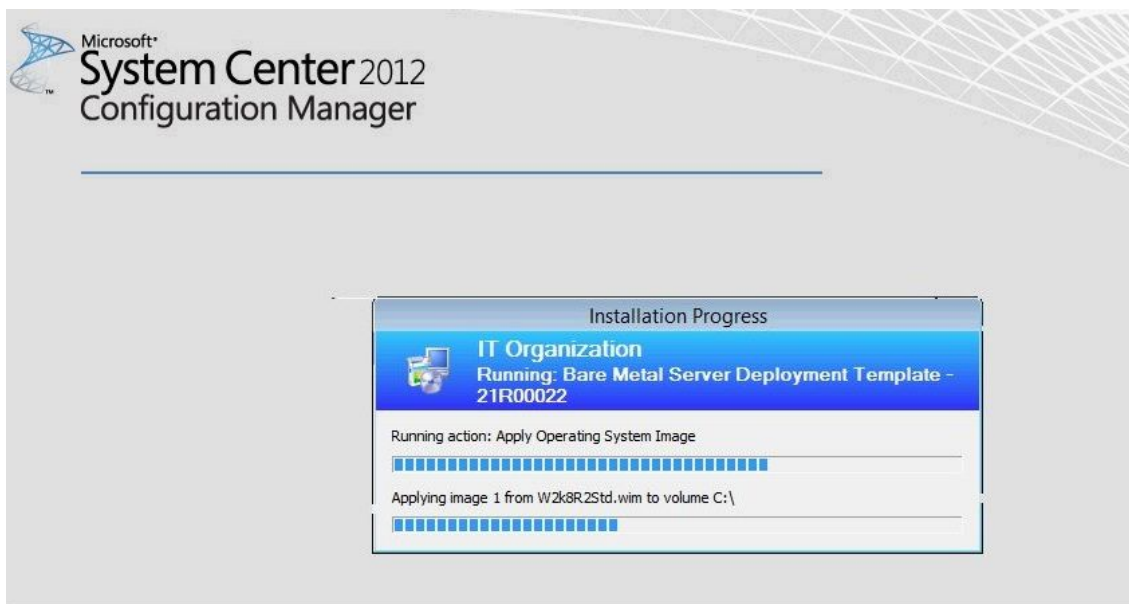 Microsoft®
System Center 2012
Configuration Manager
Installation Progress
IT Organization
Running: Bare Metal Server Deployment Template -
21R00022
Running action: Apply Operating System Image
Applying image 1 from W2k8R2Std.wim to volume C:\